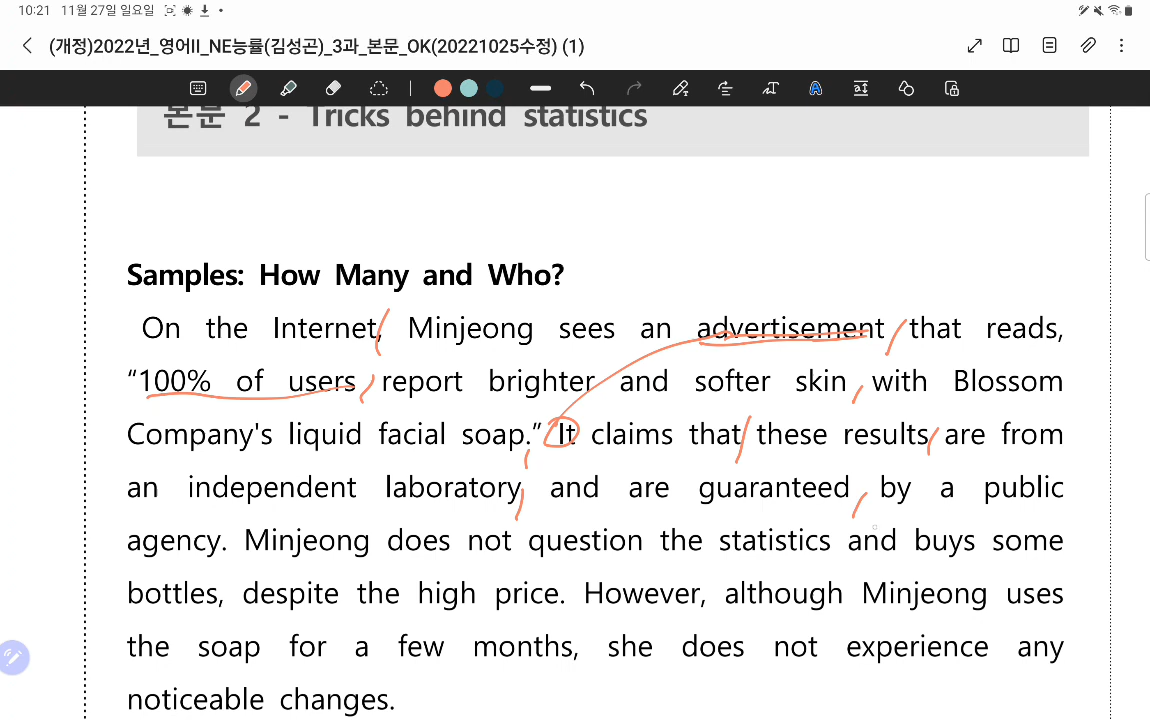 10:21 11월 27일 일요일
(개정)2022년_영어II_NE능률(김성곤)_3과_본문_OK(20221025수정) (1)
본문 2 - Tricks behind statistics
Samples: How Many and Who?
On the Internet, Minjeong sees an advertisement that reads,
“100% of users report brighter and softer skin with Blossom
Company's liquid facial soap.” It claims that these results are from
an independent laboratory and are guaranteed by a public
agency. Minjeong does not question the statistics and buys some
bottles, despite the high price. However, although Minjeong uses
the soap for a few months, she does not experience any
noticeable changes.